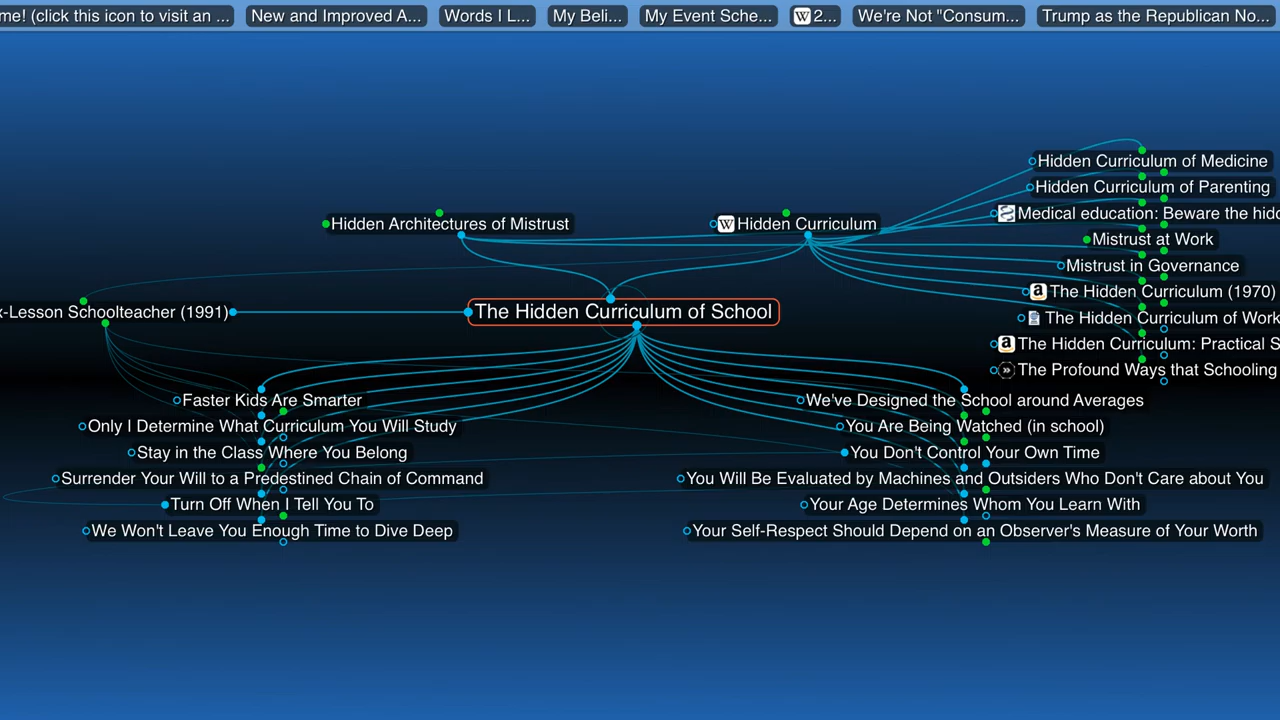 me! (click this icon to visit an ...
New and Improved A...
Words I L...
My Beli...
My Event Sche...
W 2...
We're Not "Consum...
Trump as the Republican No...
Hidden Curriculum of Medicine
Hidden Curriculum of Parenting
Medical education: Beware the hid
Hidden Architectures of Mistrust
W Hidden Curriculum
Mistrust at Work
Mistrust in Governance
a The Hidden Curriculum (1970)
x-Lesson Schoolteacher (1991)
The Hidden Curriculum of School
The Hidden Curriculum of Work
a The Hidden Curriculum: Practical S
» The Profound Ways that Schooling
Faster Kids Are Smarter
Only I Determine What Curriculum You Will Study
Stay in the Class Where You Belong
Surrender Your Will to a Predestined Chain of Command
Turn Off When I Tell You To
We Won't Leave You Enough Time to Dive Deep
We've Designed the School around Averages
You Are Being Watched (in school)
You Don't Control Your Own Time
You Will Be Evaluated by Machines and Outsiders Who Don't Care about You
Your Age Determines Whom You Learn With
Your Self-Respect Should Depend on an Observer's Measure of Your Worth